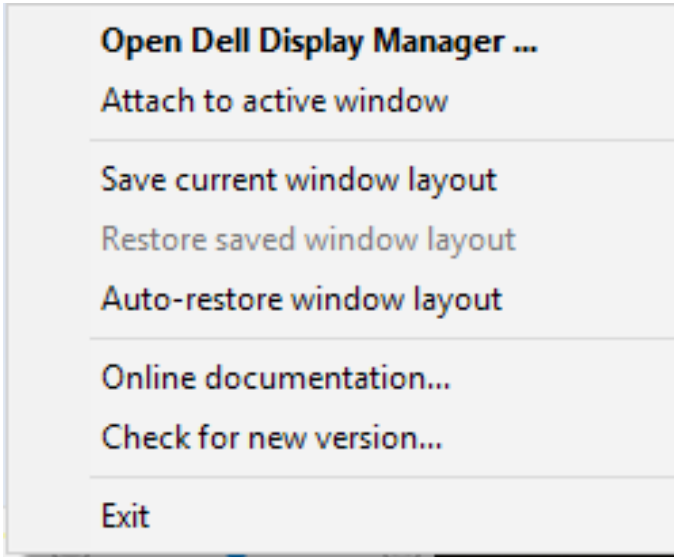 Open Dell Display Manager ...
Attach to active window
Save current window layout
Restore saved window layout
Auto-restore window layout
Online documentation...
Check for new version...
Exit